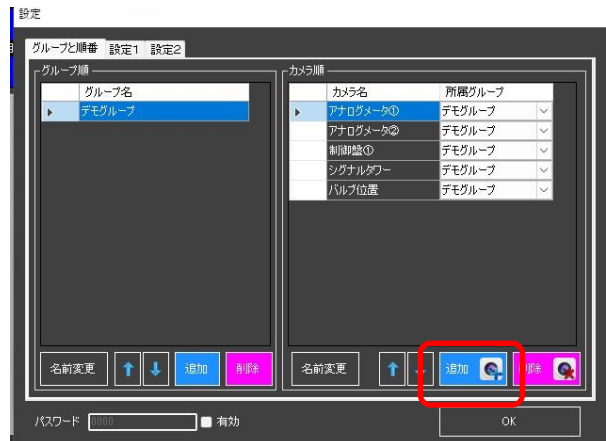 設定
グループと順番 設定1 設定2
グループ順
グループ名
デモグループ
名前変更 追加 削除
カメラ順
カメラ名 所属グループ
アナログメータ① デモグループ
アナログメータ② デモグループ
制御盤① デモグループ
シグナルタワー デモグループ
バルブ位置 デモグループ
名前変更 追加 削除
パスワード 0000 有効
OK